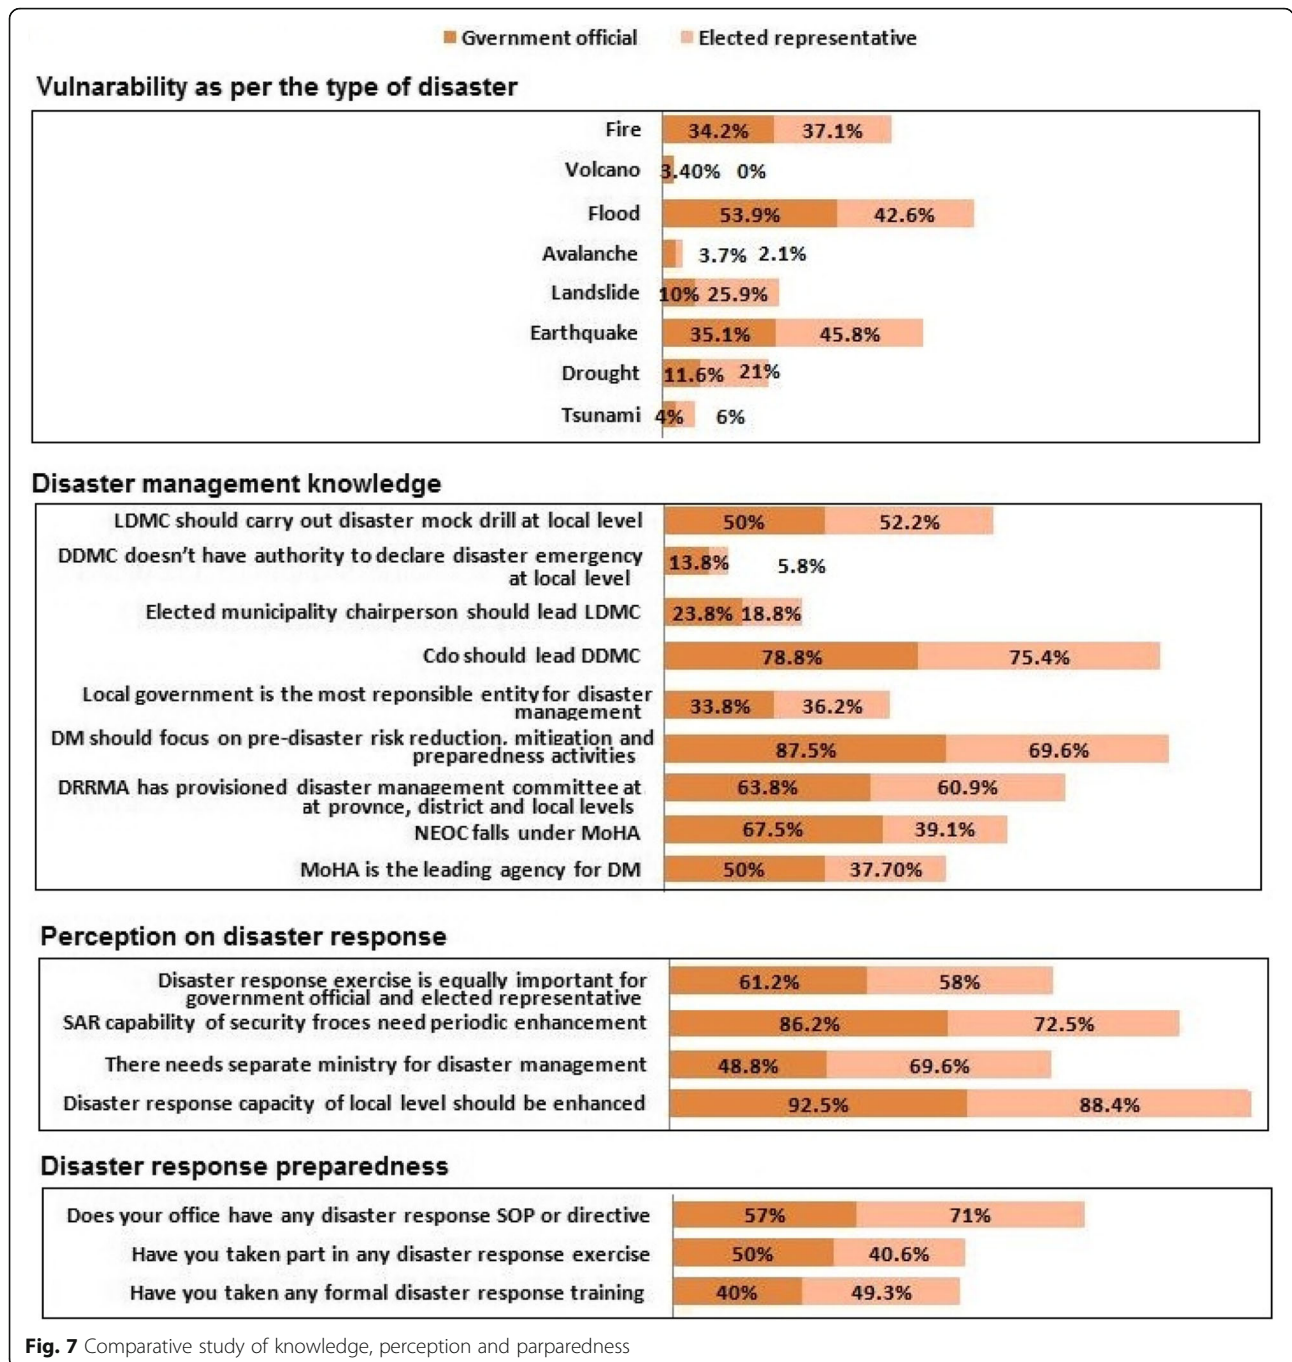 Gvernment official Elected representative
Vulnarability as per the type of disaster
Fire 34.2% 37.1%
Volcano 3.40% 0%
Flood 53.9% 42.6%
Avalanche 3.7% 2.1%
Landslide 10% 25.9%
Earthquake 35.1% 45.8%
Drought 11.6% 21%
Tsunami 4% 6%
Disaster management knowledge
LDMC should carry out disaster mock drill at local level 50% 52.2%
DDMC doesn't have authority to declare disaster emergency
at local level 13.8% 5.8%
Elected municipality chairperson should lead LDMC 23.8% 18.8%
Cdo should lead DDMC 78.8% 75.4%
Local government is the most reponsible entity for disaster
management 33.8% 36.2%
DM should focus on pre-disaster risk reduction. mitigation and
preparedness activities 87.5% 69.6%
DRRMA has provisioned disaster management committee at
at provnce, district and local levels 63.8% 60.9%
NEOC falls under MoHA 67.5% 39.1%
MoHA is the leading agency for DM 50% 37.70%
Perception on disaster response
Disaster response exercise is equally important for
government official and elected representative 61.2% 58%
SAR capability of security froces need periodic enhancement 86.2% 72.5%
There needs separate ministry for disaster management 48.8% 69.6%
Disaster response capacity of local level should be enhanced 92.5% 88.4%
Disaster response preparedness
Does your office have any disaster response SOP or directive 57% 71%
Have you taken part in any disaster response exercise 50% 40.6%
Have you taken any formal disaster response training 40% 49.3%
Fig. 7 Comparative study of knowledge, perception and parparedness